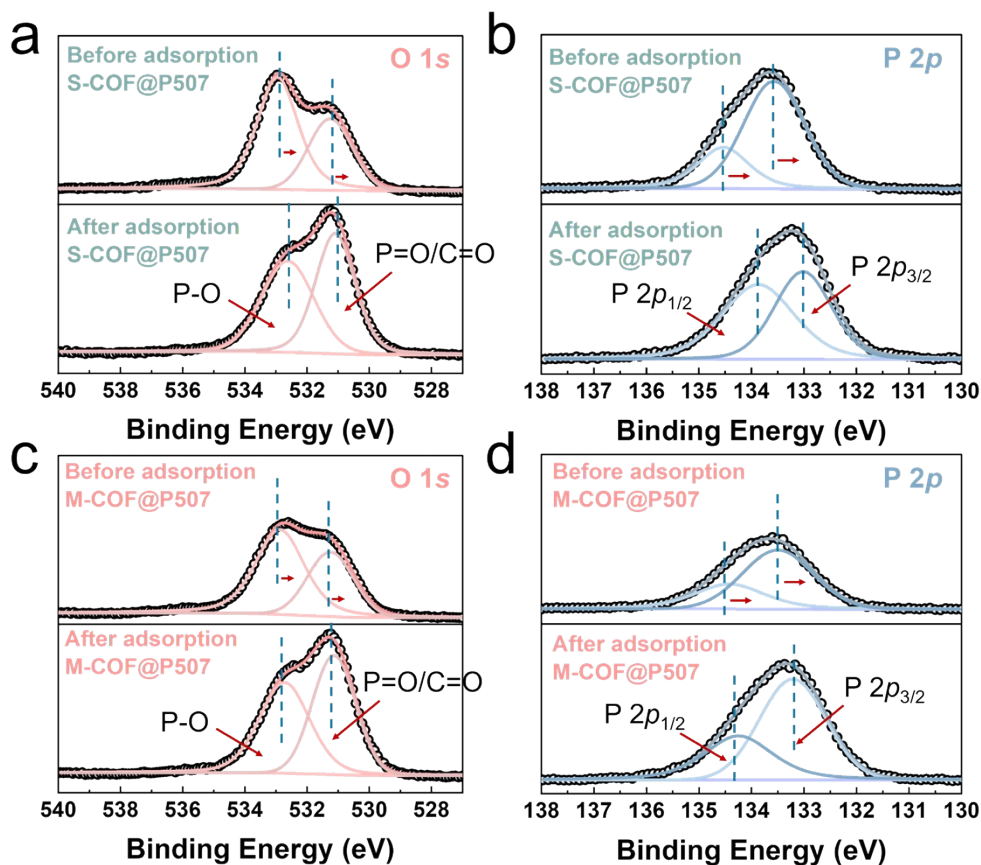 a
Before adsorption
S-COF@P507
O 1s
After adsorption
S-COF@P507
P-O
P=O/C=O
540 538 536 534 532 530 528
Binding Energy (eV)
b
Before adsorption
S-COF@P507
P 2p
After adsorption
S-COF@P507
P 2p1/2
P 2p3/2
138 137 136 135 134 133 132 131 130
Binding Energy (eV)
c
Before adsorption
M-COF@P507
O 1s
After adsorption
M-COF@P507
P-O
P=O/C=O
540 538 536 534 532 530 528
Binding Energy (eV)
d
Before adsorption
M-COF@P507
P 2p
After adsorption
M-COF@P507
P 2p1/2
P 2p3/2
138 137 136 135 134 133 132 131 130
Binding Energy (eV)